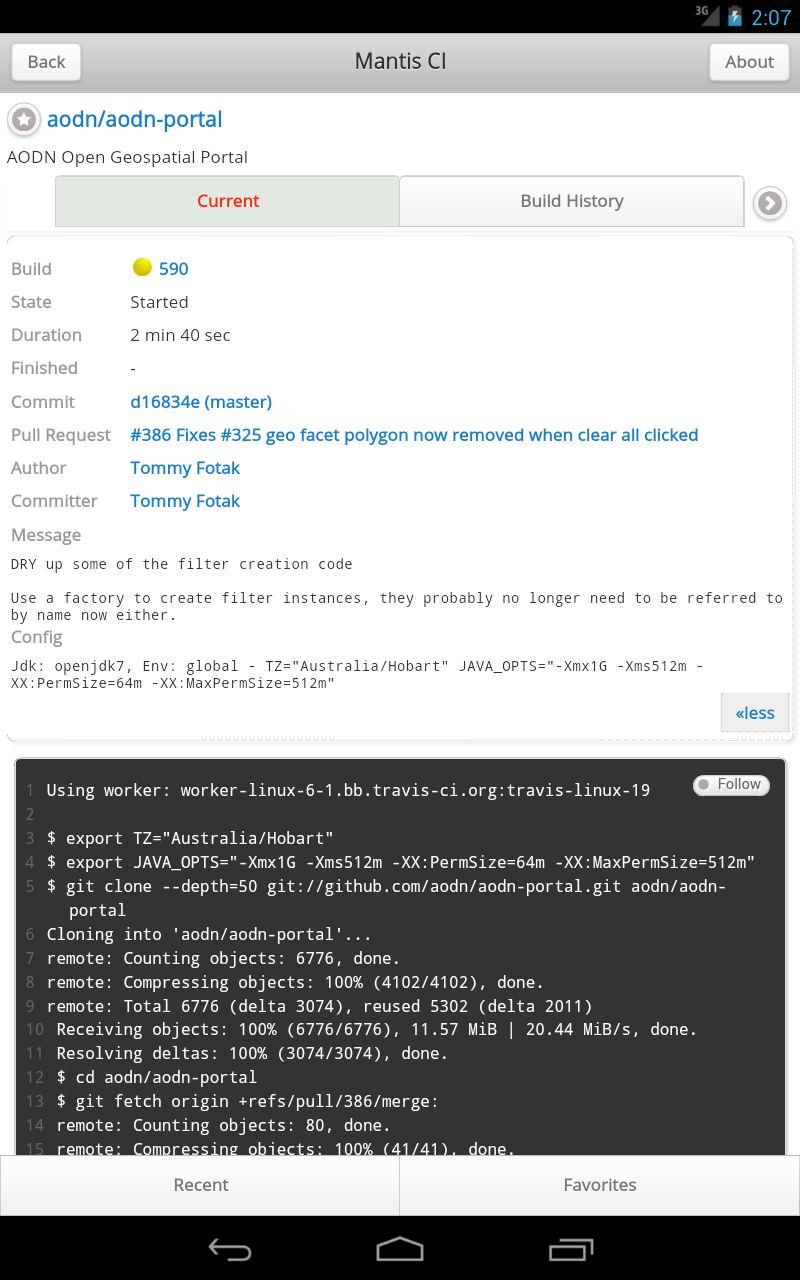 3G 2:07
Back Mantis CI About
aodn/aodn-portal
AODN Open Geospatial Portal
Current Build History
Build 590
State Started
Duration 2 min 40 sec
Finished -
Commit d16834e (master)
Pull Request #386 Fixes #325 geo facet polygon now removed when clear all clicked
Author Tommy Fotak
Committer Tommy Fotak
Message
DRY up some of the filter creation code
Use a factory to create filter instances, they probably no longer need to be referred to
by name now either.
Config
Jdk: openjdk7, Env: global - TZ="Australia/Hobart" JAVA_OPTS="-Xmx1G -Xms512m -
XX:PermSize=64m -XX:MaxPermSize=512m"
«less
Follow
1 Using worker: worker-linux-6-1.bb.travis-ci.org:travis-linux-19
2
3 $ export TZ="Australia/Hobart"
4 $ export JAVA_OPTS="-Xmx1G -Xms512m -XX:PermSize=64m -XX:MaxPermSize=512m"
5 $ git clone --depth=50 git://github.com/aodn/aodn-portal.git aodn/aodn-
portal
6 Cloning into 'aodn/aodn-portal'...
7 remote: Counting objects: 6776, done.
8 remote: Compressing objects: 100% (4102/4102), done.
9 remote: Total 6776 (delta 3074), reused 5302 (delta 2011)
10 Receiving objects: 100% (6776/6776), 11.57 MiB | 20.44 MiB/s, done.
11 Resolving deltas: 100% (3074/3074), done.
12 $ cd aodn/aodn-portal
13 $ git fetch origin +refs/pull/386/merge:
14 remote: Counting objects: 80, done.
15 remote: Compressing objects: 100% (41/41), done.
Recent Favorites